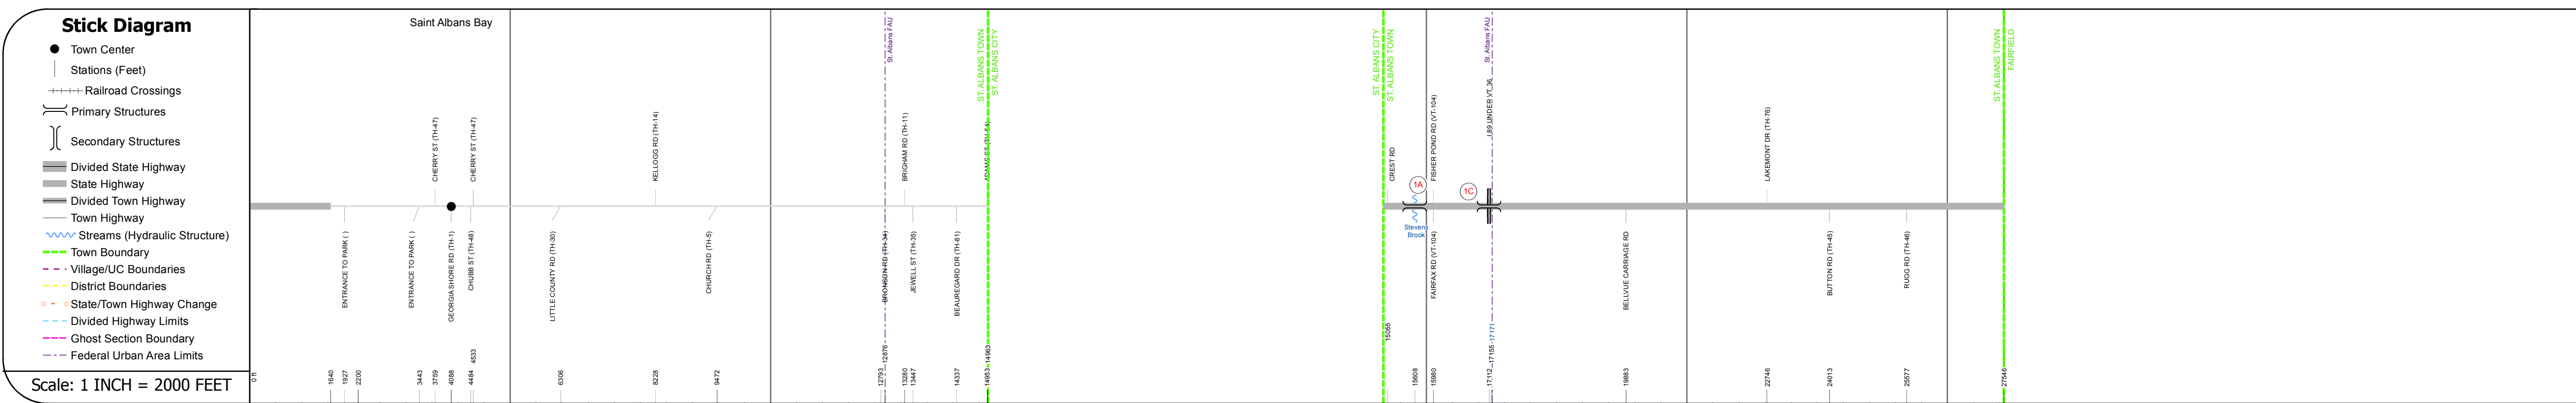 Stick Diagram
Town Center
Stations (Feet)
Railroad Crossings
Primary Structures
Secondary Structures
Divided State Highway
State Highway
Divided Town Highway
Town Highway
Streams (Hydraulic Structure)
Town Boundary
Village/UC Boundaries
District Boundaries
State/Town Highway Change
Divided Highway Limits
Ghost Section Boundary
Federal Urban Area Limits
Scale: 1 INCH = 2000 FEET
Saint Albans Bay
St. Albans FAU
ST. ALBANS TOWN
ST. ALBANS CITY
ST. ALBANS CITY
ST. ALBANS TOWN
St. Albans FAU
ST. ALBANS TOWN
FAIRFIELD
CHERRY ST (TH-47)
CHERRY ST (TH-47)
KELLOGG RD (TH-14)
BRIGHAM RD (TH-11)
CREST RD
FISHER POND RD (VT-104)
I 89 UNDER VT 36
LAKEMONT DR (TH-76)
1A
1C
Stevens
Brook
ENTRANCE TO PARK ( )
ENTRANCE TO PARK ( )
GEORGIA SHORE RD (TH-1)
CHUBB ST (TH-48)
LITTLE COUNTY RD (TH-30)
CHURCH RD (TH-5)
BRONSON RD (TH-34)
JEWELL ST (TH-35)
BEAUREGARD DR (TH-81)
FAIRFAX RD (VT-104)
BELLVUE CARRIAGE RD
BUTTON RD (TH-45)
RUGG RD (TH-46)
0 ft
1640
1927
2200
3443
3759
4088
4484
4533
6306
8228
9472
12793
12876
13280
13447
14337
14953
14963
15055
15608
15980
17112
17155
17171
19883
22746
24013
25577
27546